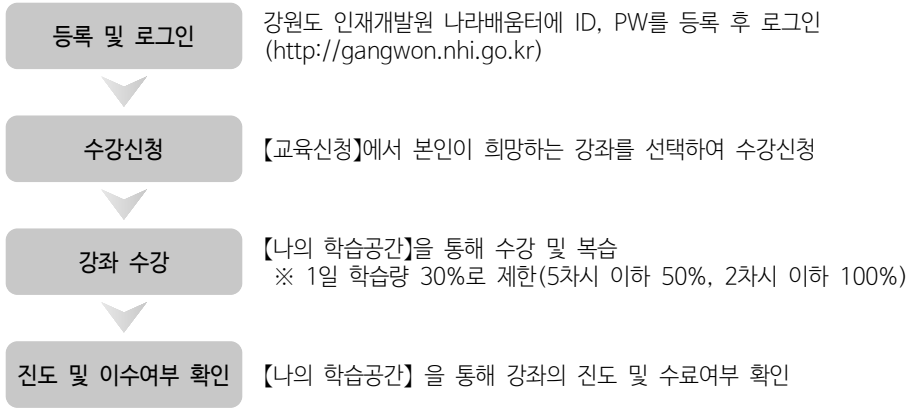 등록 및 로그인
강원도 인재개발원 나라배움터에 ID, PW를 등록 후 로그인
(http://gangwon.nhi.go.kr)
수강신청
【교육신청】에서 본인이 희망하는 강좌를 선택하여 수강신청
강좌 수강
【나의 학습공간】을 통해 수강 및 복습
※ 1일 학습량 30%로 제한(5차시 이하 50%, 2차시 이하 100%)
진도 및 이수여부 확인
【나의 학습공간】 을 통해 강좌의 진도 및 수료여부 확인